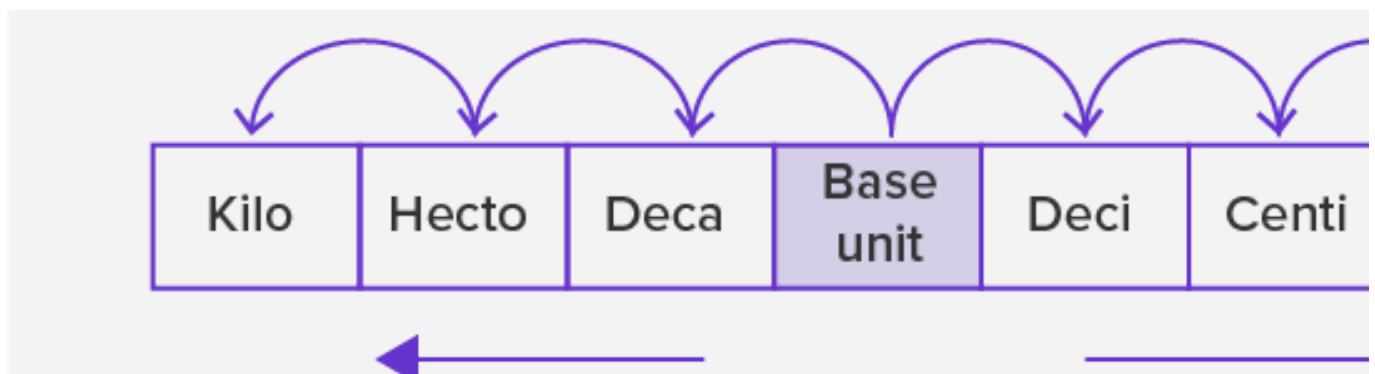 Kilo
Hecto
Deca
Base
unit
Deci
Centi